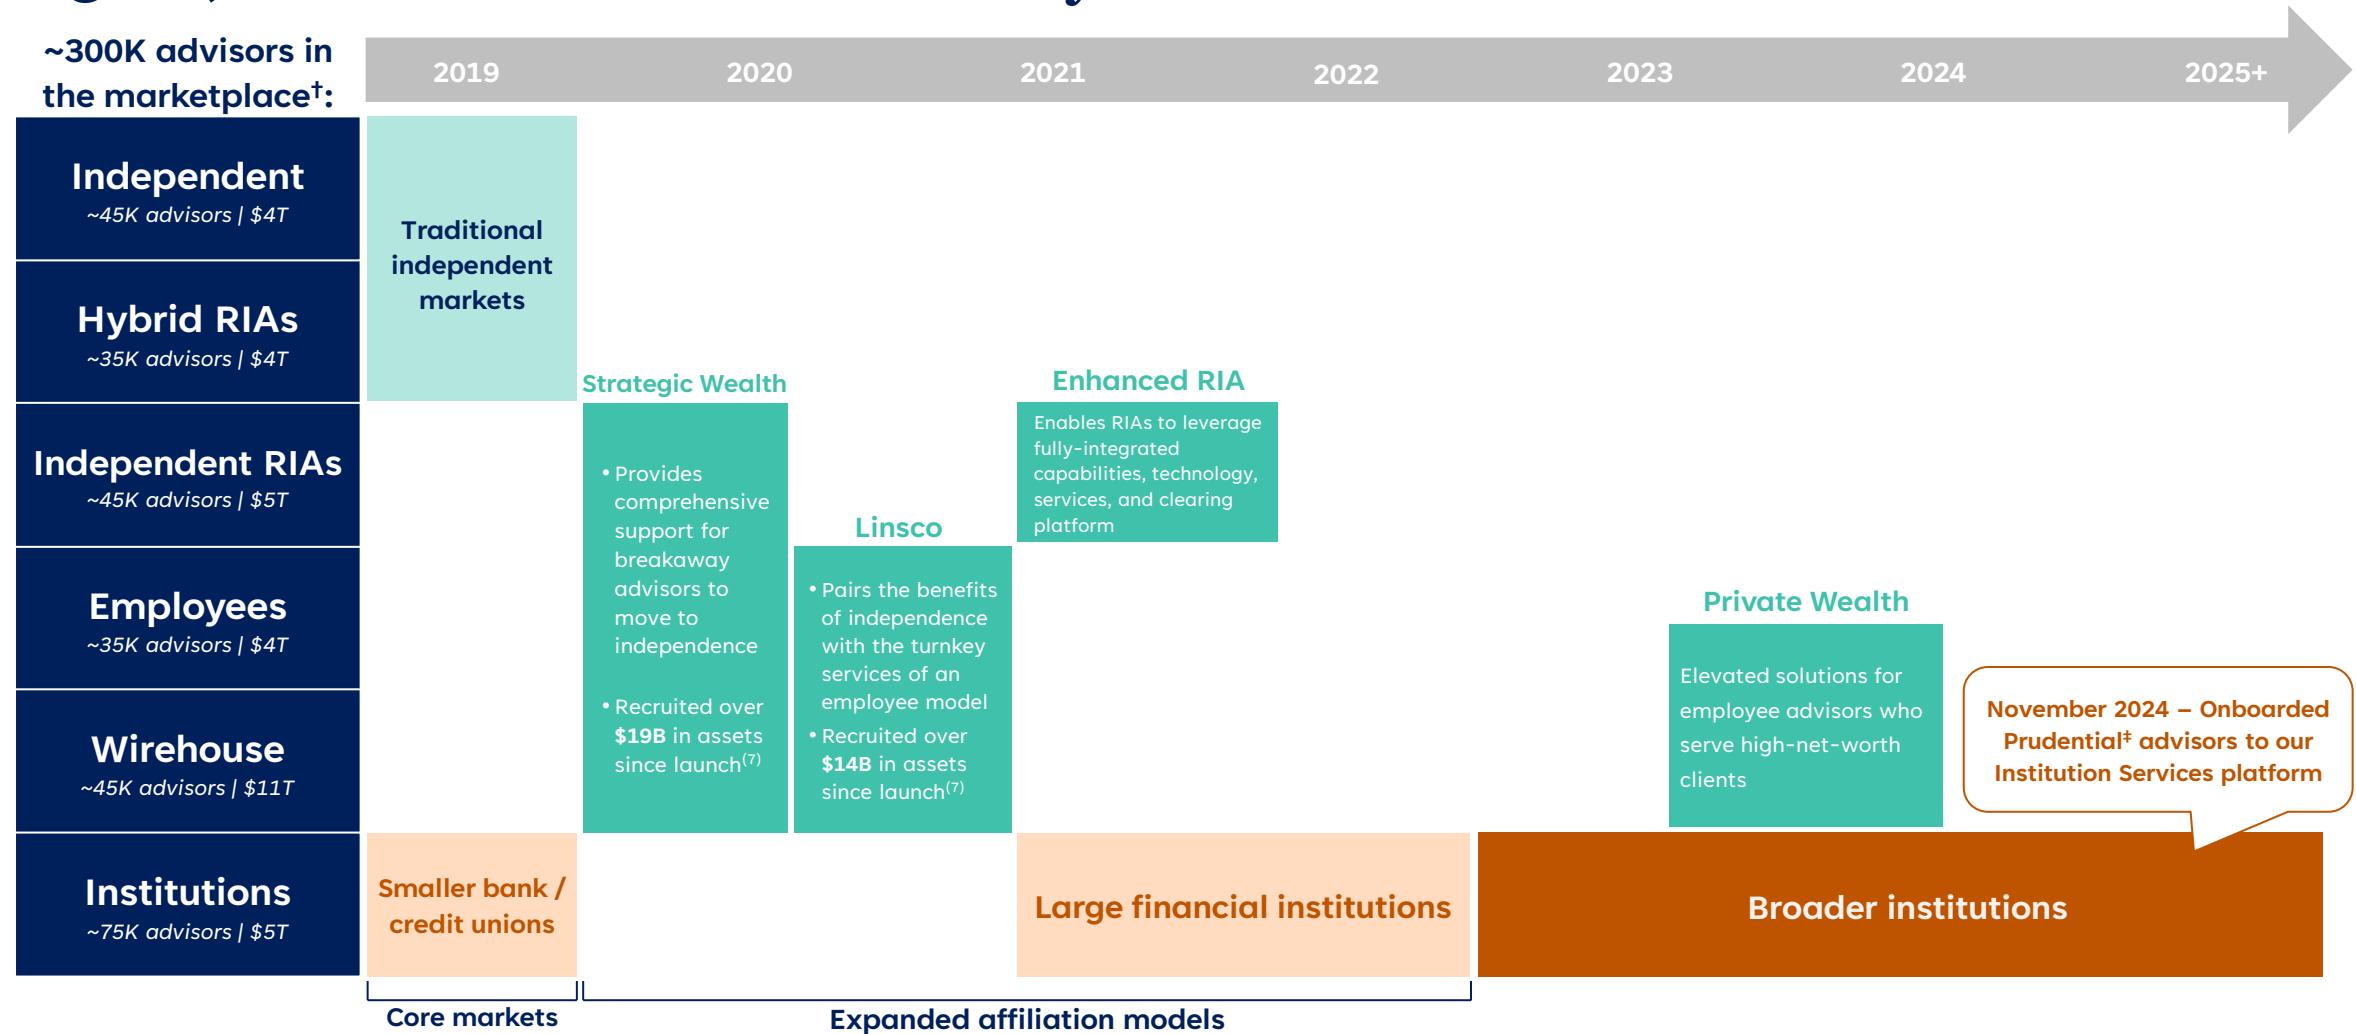 ~300K advisors in
the marketplace†:
2019
2020
2021
2022
2023
2024
2025+
Independent
~45K advisors | $4T
Hybrid RIAs
~35K advisors | $4T
Independent RIAs
~45K advisors | $5T
Employees
~35K advisors | $4T
Wirehouse
~45K advisors | $11T
Institutions
~75K advisors | $5T
Traditional
independent
markets
Smaller bank /
credit unions
Strategic Wealth
• Provides
comprehensive
support for
breakaway
advisors to
move to
independence
• Recruited over
$19B in assets
since launch(7)
Linsco
• Pairs the benefits
of independence
with the turnkey
services of an
employee model
• Recruited over
$14B in assets
since launch(7)
Enhanced RIA
Enables RIAs to leverage
fully-integrated
capabilities, technology,
services, and clearing
platform
Large financial institutions
Private Wealth
Elevated solutions for
employee advisors who
serve high-net-worth
clients
November 2024 – Onboarded
Prudential‡ advisors to our
Institution Services platform
Broader institutions
Core markets
Expanded affiliation models